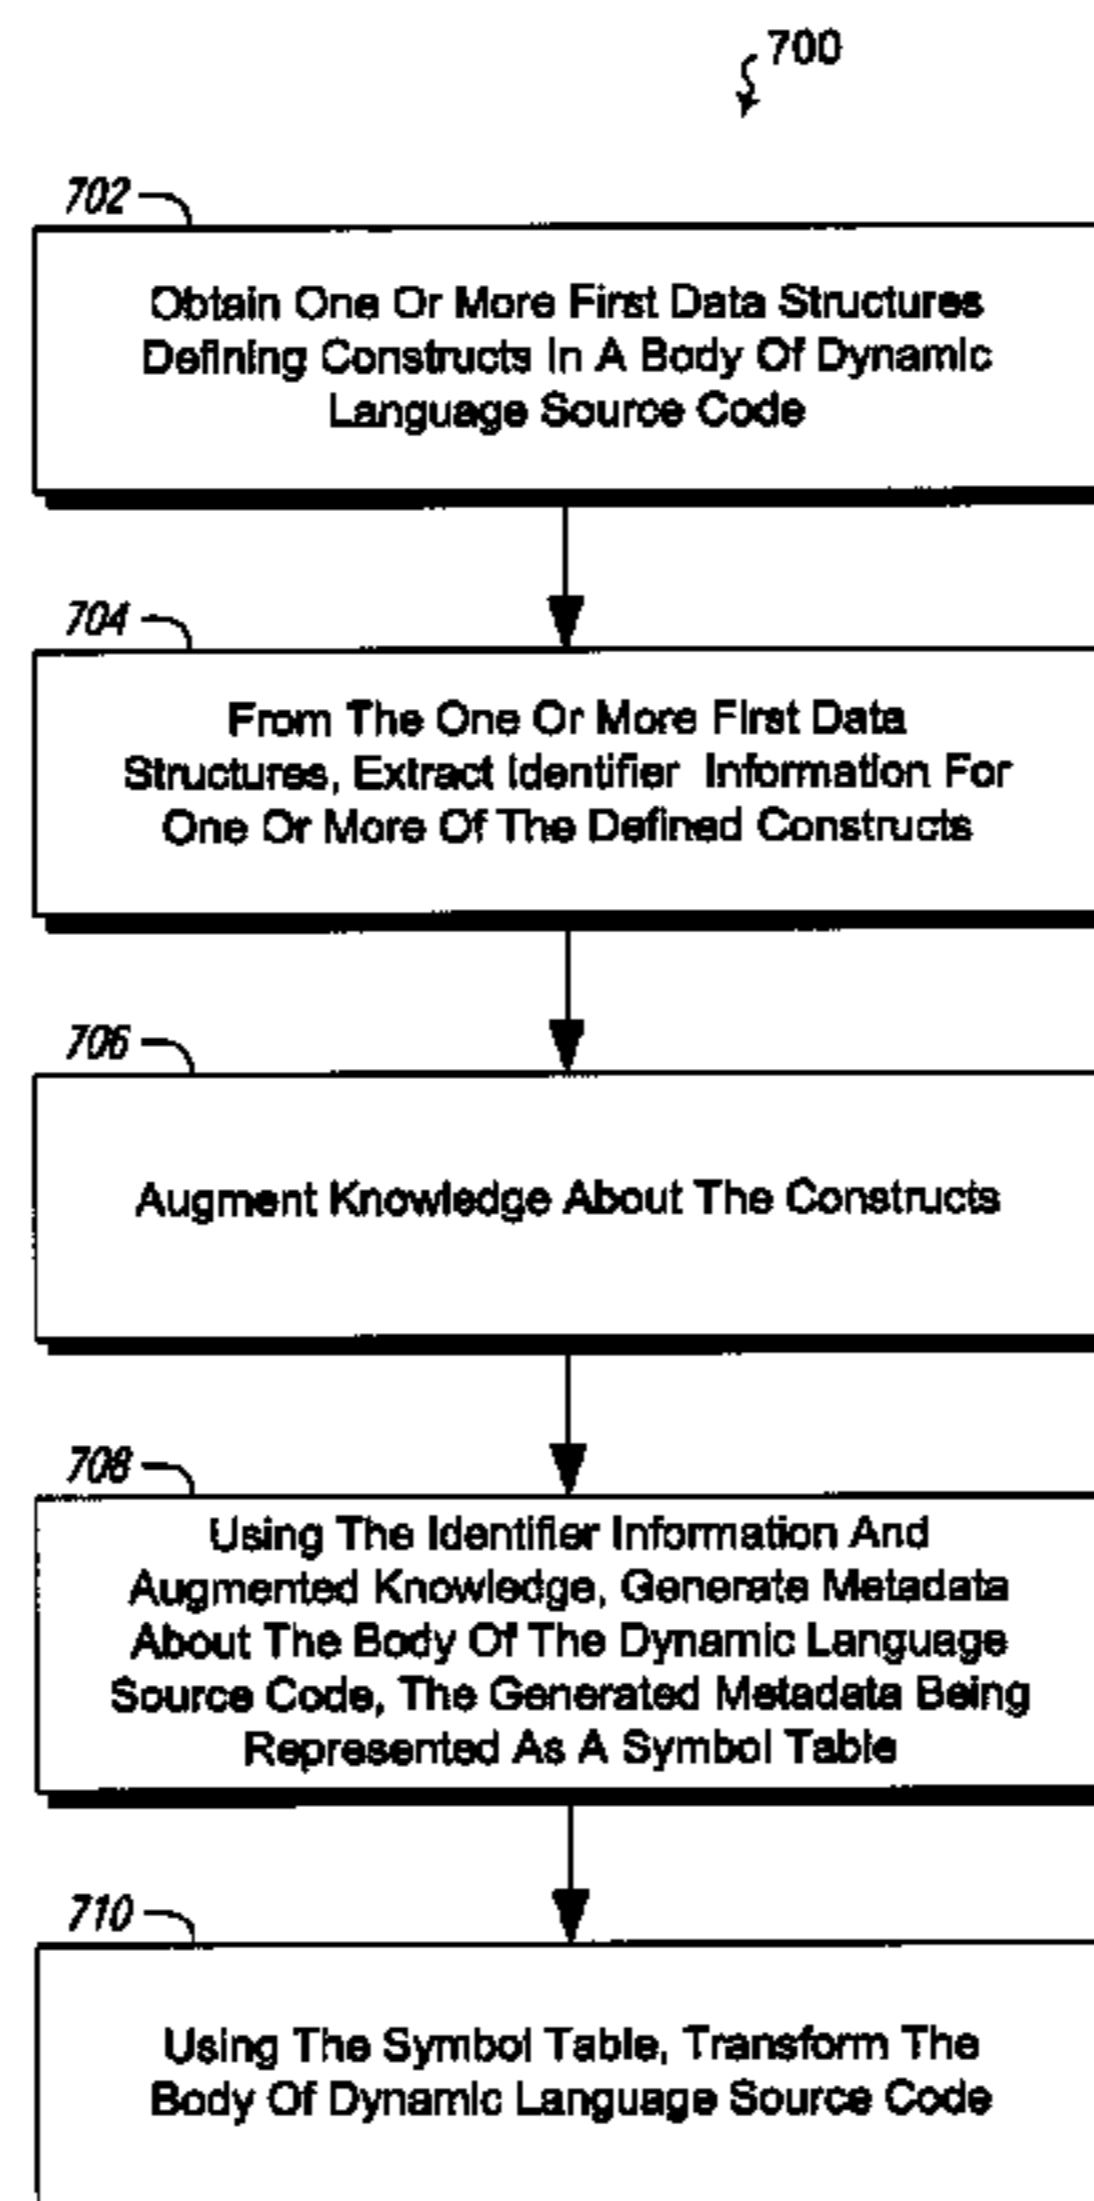 700
702
Obtain One Or More First Data Structures
Defining Constructs In A Body Of Dynamic
Language Source Code
704
From The One Or More First Data
Structures, Extract Identifier Information For
One Or More Of The Defined Constructs
706
Augment Knowledge About The Constructs
708
Using The Identifier Information And
Augmented Knowledge, Generate Metadata
About The Body Of The Dynamic Language
Source Code, The Generated Metadata Being
Represented As A Symbol Table
710
Using The Symbol Table, Transform The
Body Of Dynamic Language Source Code